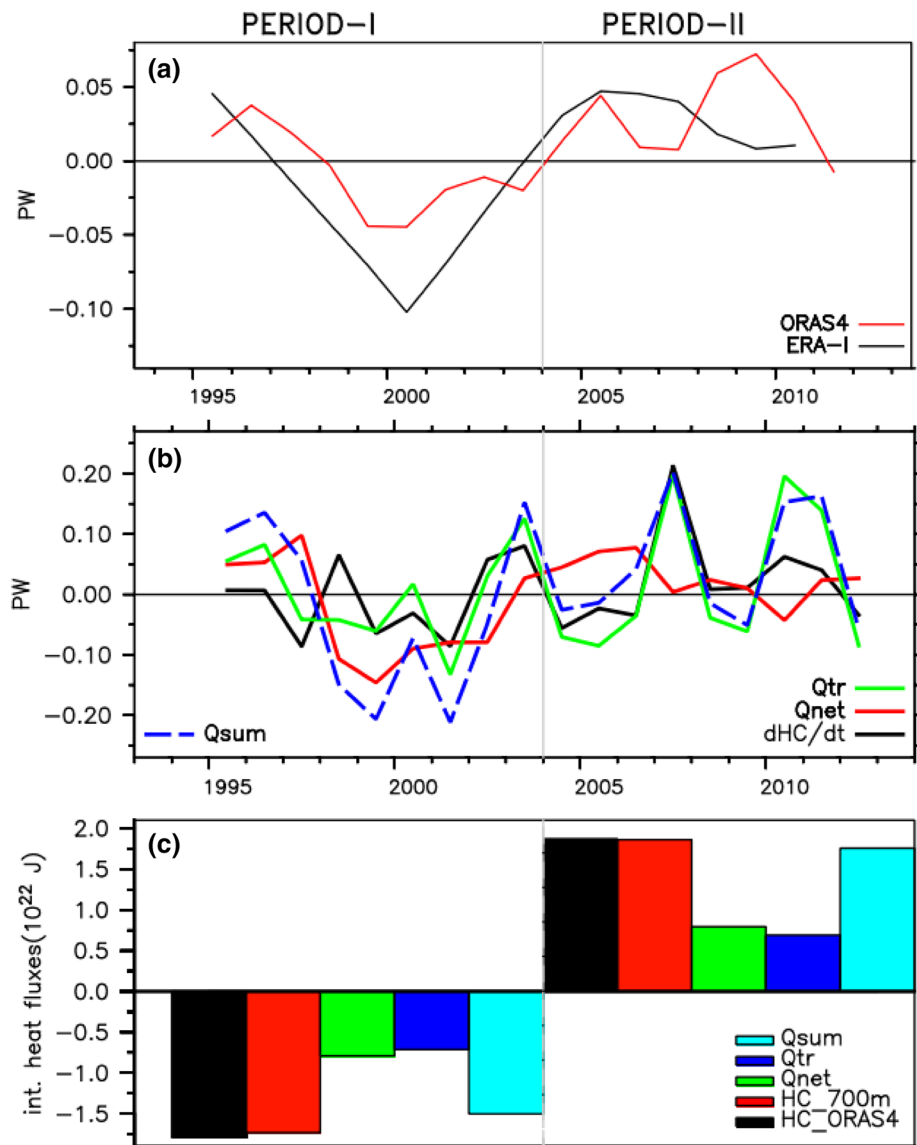 PERIOD-I PERIOD-II
(a)
0.05
0.00
-0.05
-0.10
PW
ORAS4
ERA-I
1995 2000 2005 2010
(b)
0.20
0.10
0.00
-0.10
-0.20
PW
Qtr
Qnet
dHC/dt
Qsum
1995 2000 2005 2010
(c)
2.0
1.5
1.0
0.5
0.0
-0.5
-1.0
-1.5
int. heat fluxes(10²² J)
Qsum
Qtr
Qnet
HC_700m
HC_ORAS4